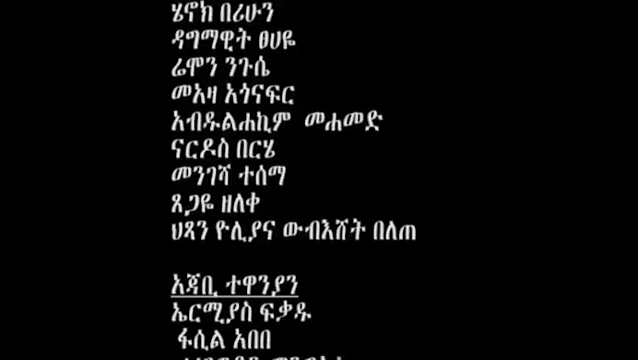 ሄኖክ በሪሁን
ዳግማዊት ፀሀዬ
ሬሞን ንጉሴ
መአዛ አጎናፍር
አብዱልሐኪም መሐመድ
ናርዶስ በርሄ
መንገሻ ተሰማ
ጸጋዬ ዘለቀ
ህጻን ዮሊያና ውብእሸት በለጠ
አጃቢ ተዋንያን
ኤርሚያስ ፍቃዱ
ፋሲል አበበ